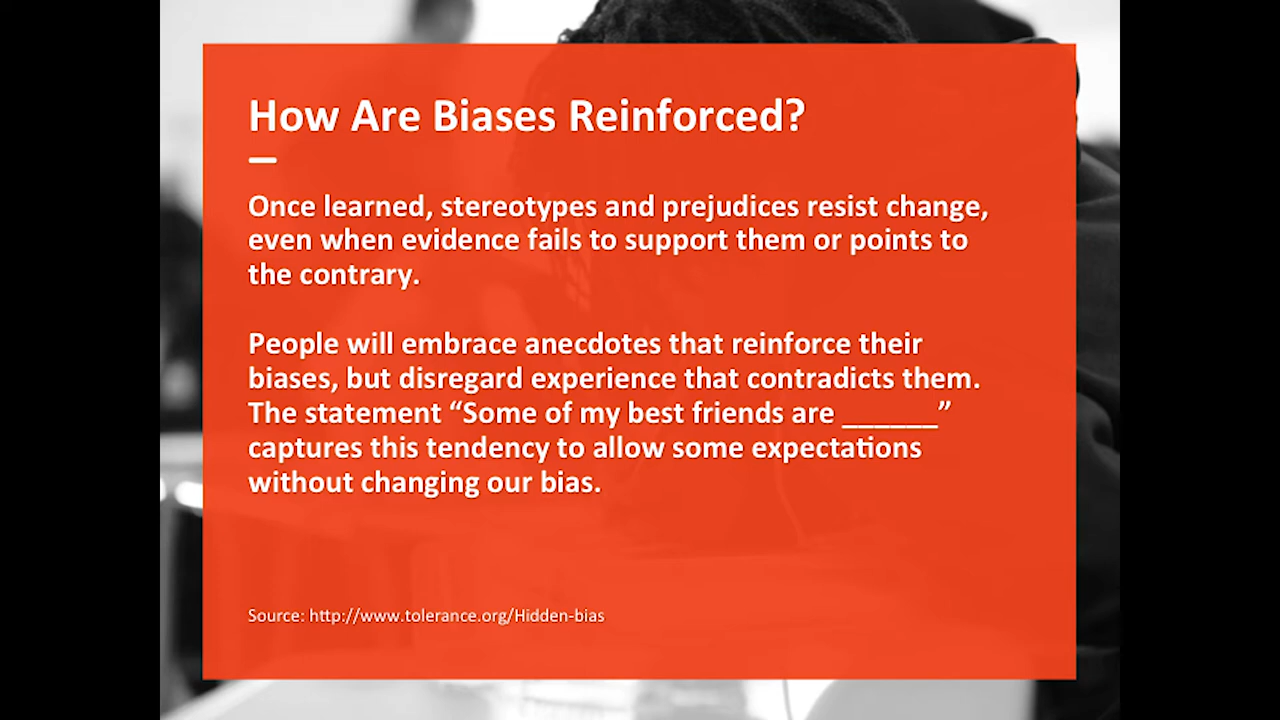 How Are Biases Reinforced?
Once learned, stereotypes and prejudices resist change,
even when evidence fails to support them or points to
the contrary.
People will embrace anecdotes that reinforce their
biases, but disregard experience that contradicts them.
The statement “Some of my best friends are ______”
captures this tendency to allow some expectations
without changing our bias.
Source: http://www.tolerance.org/Hidden-bias